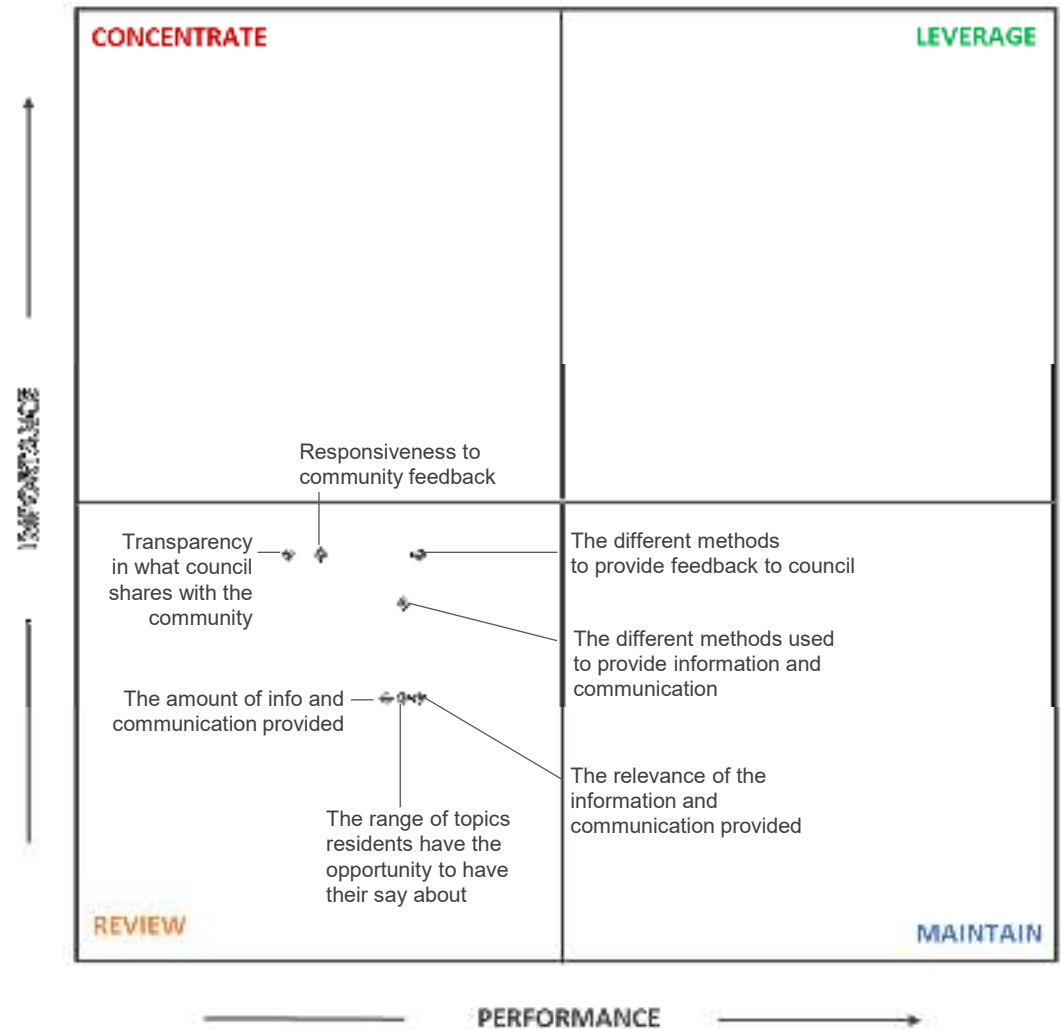 CONCENTRATE
LEVERAGE
IMPORTANCE
Responsiveness to
community feedback
Transparency
in what council
shares with the
community
The different methods
to provide feedback to council
The different methods used
to provide information and
communication
The amount of info and
communication provided
The relevance of the
information and
communication provided
The range of topics
residents have the
opportunity to have
their say about
REVIEW
MAINTAIN
PERFORMANCE